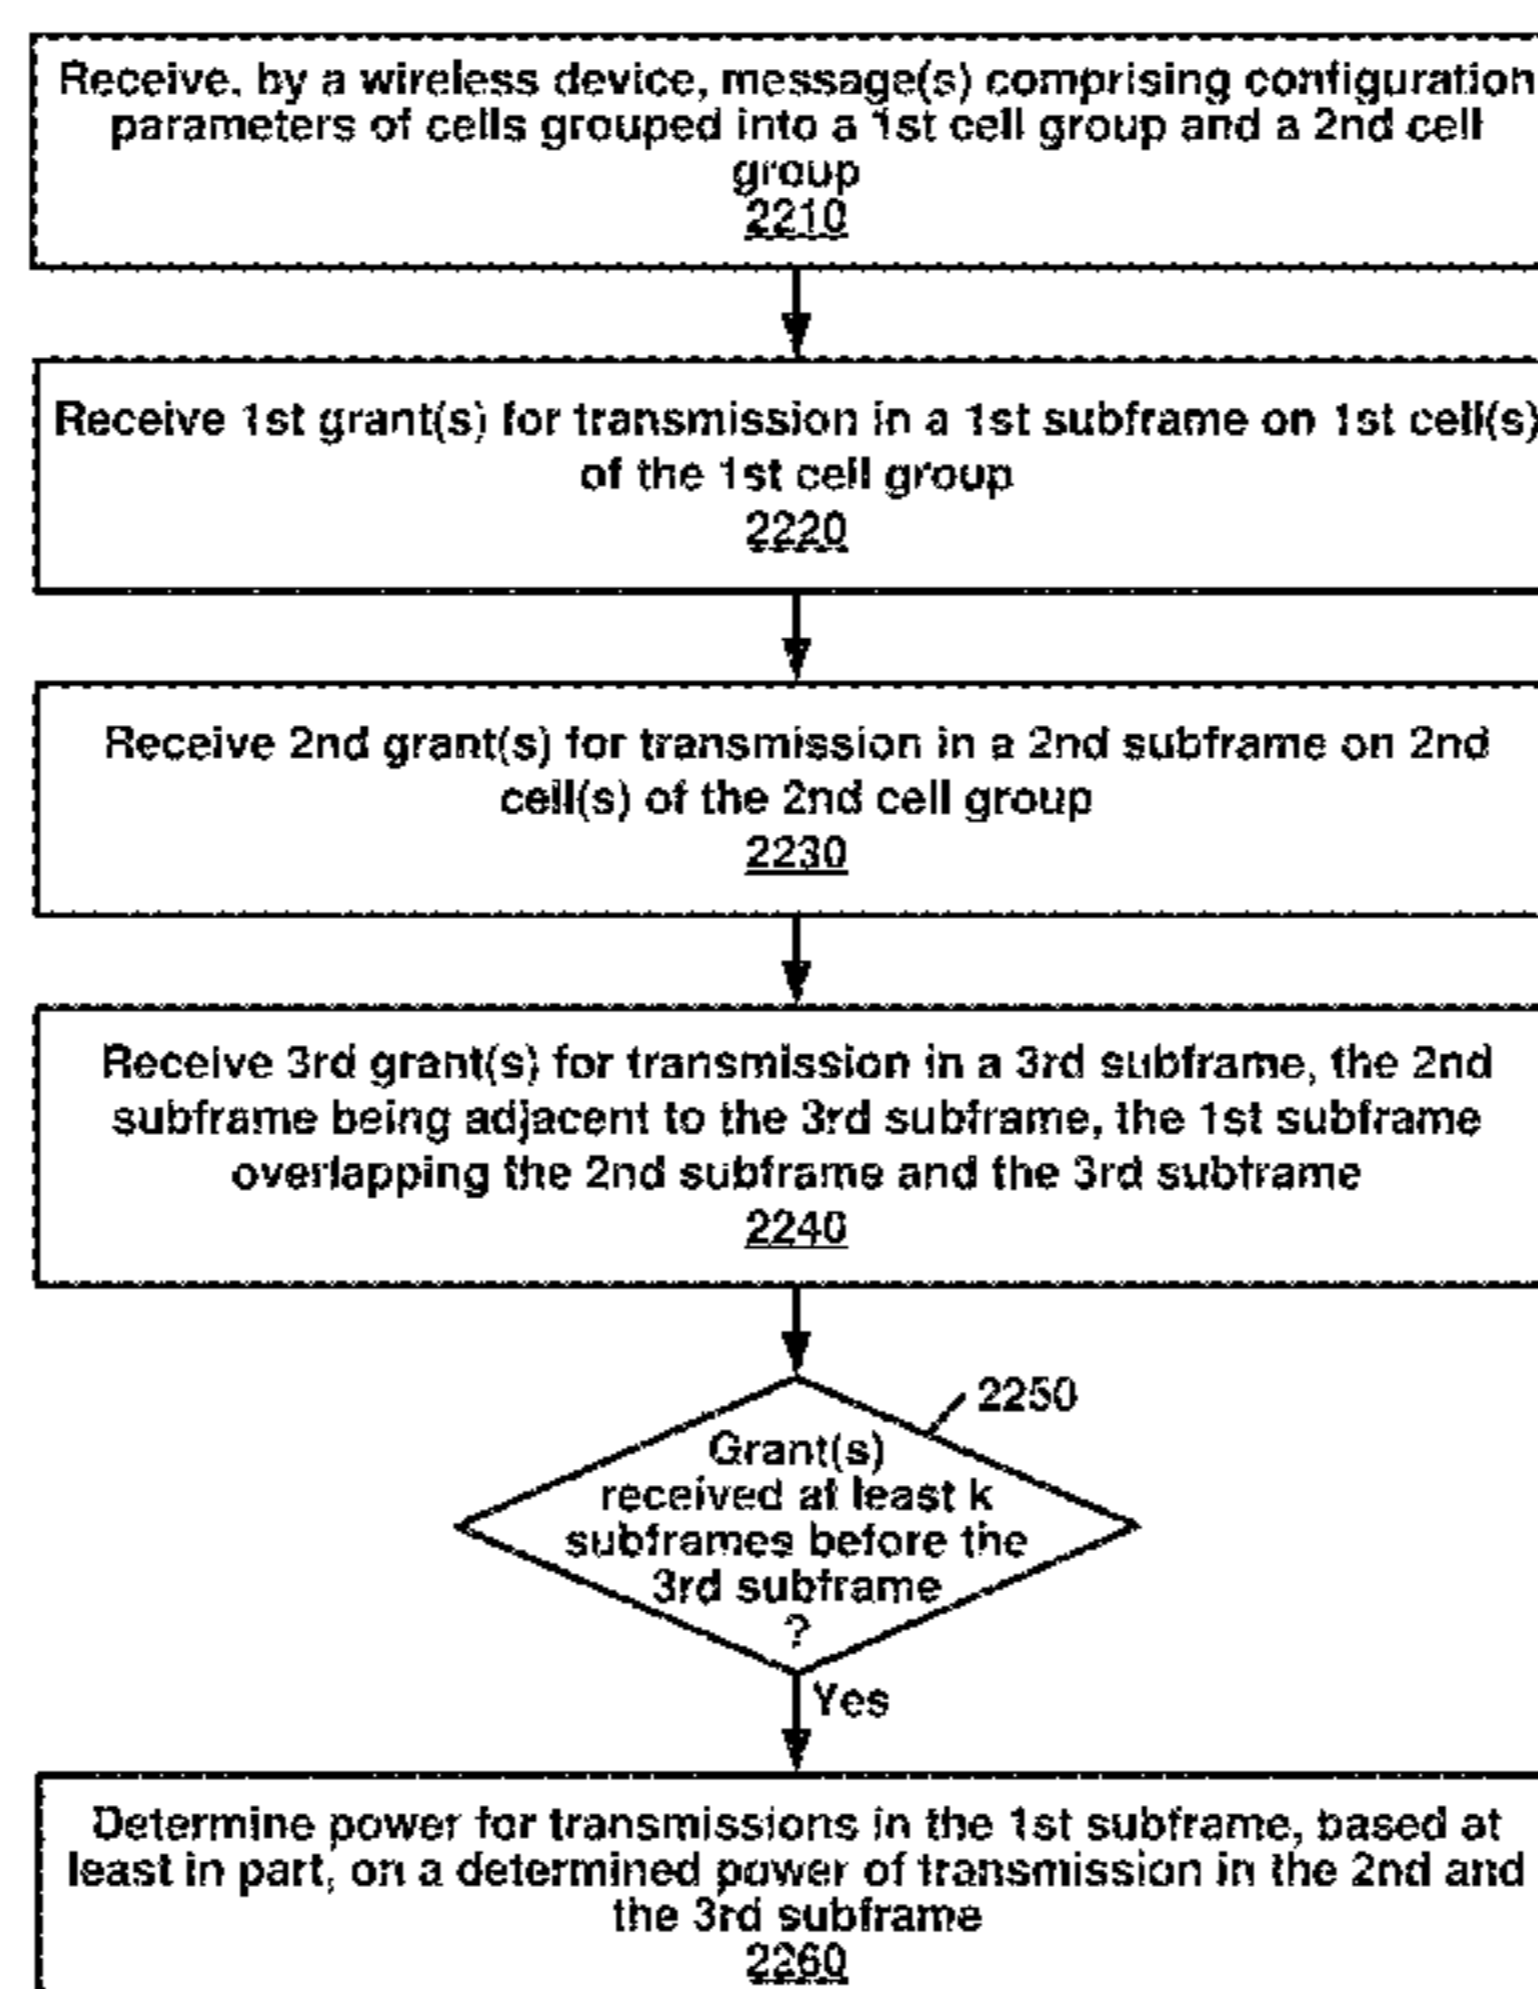 Receive, by a wireless device, message(s) comprising configuration
parameters of cells grouped into a 1st cell group and a 2nd cell
group
2210
Receive 1st grant(s) for transmission in a 1st subframe on 1st cell(s)
of the 1st cell group
2220
Receive 2nd grant(s) for transmission in a 2nd subframe on 2nd
cell(s) of the 2nd cell group
2230
Receive 3rd grant(s) for transmission in a 3rd subframe, the 2nd
subframe being adjacent to the 3rd subframe, the 1st subframe
overlapping the 2nd subframe and the 3rd subframe
2240
2250
Grant(s)
received at least k
subframes before the
3rd subframe
?
Yes
Determine power for transmissions in the 1st subframe, based at
least in part, on a determined power of transmission in the 2nd and
the 3rd subframe
2260